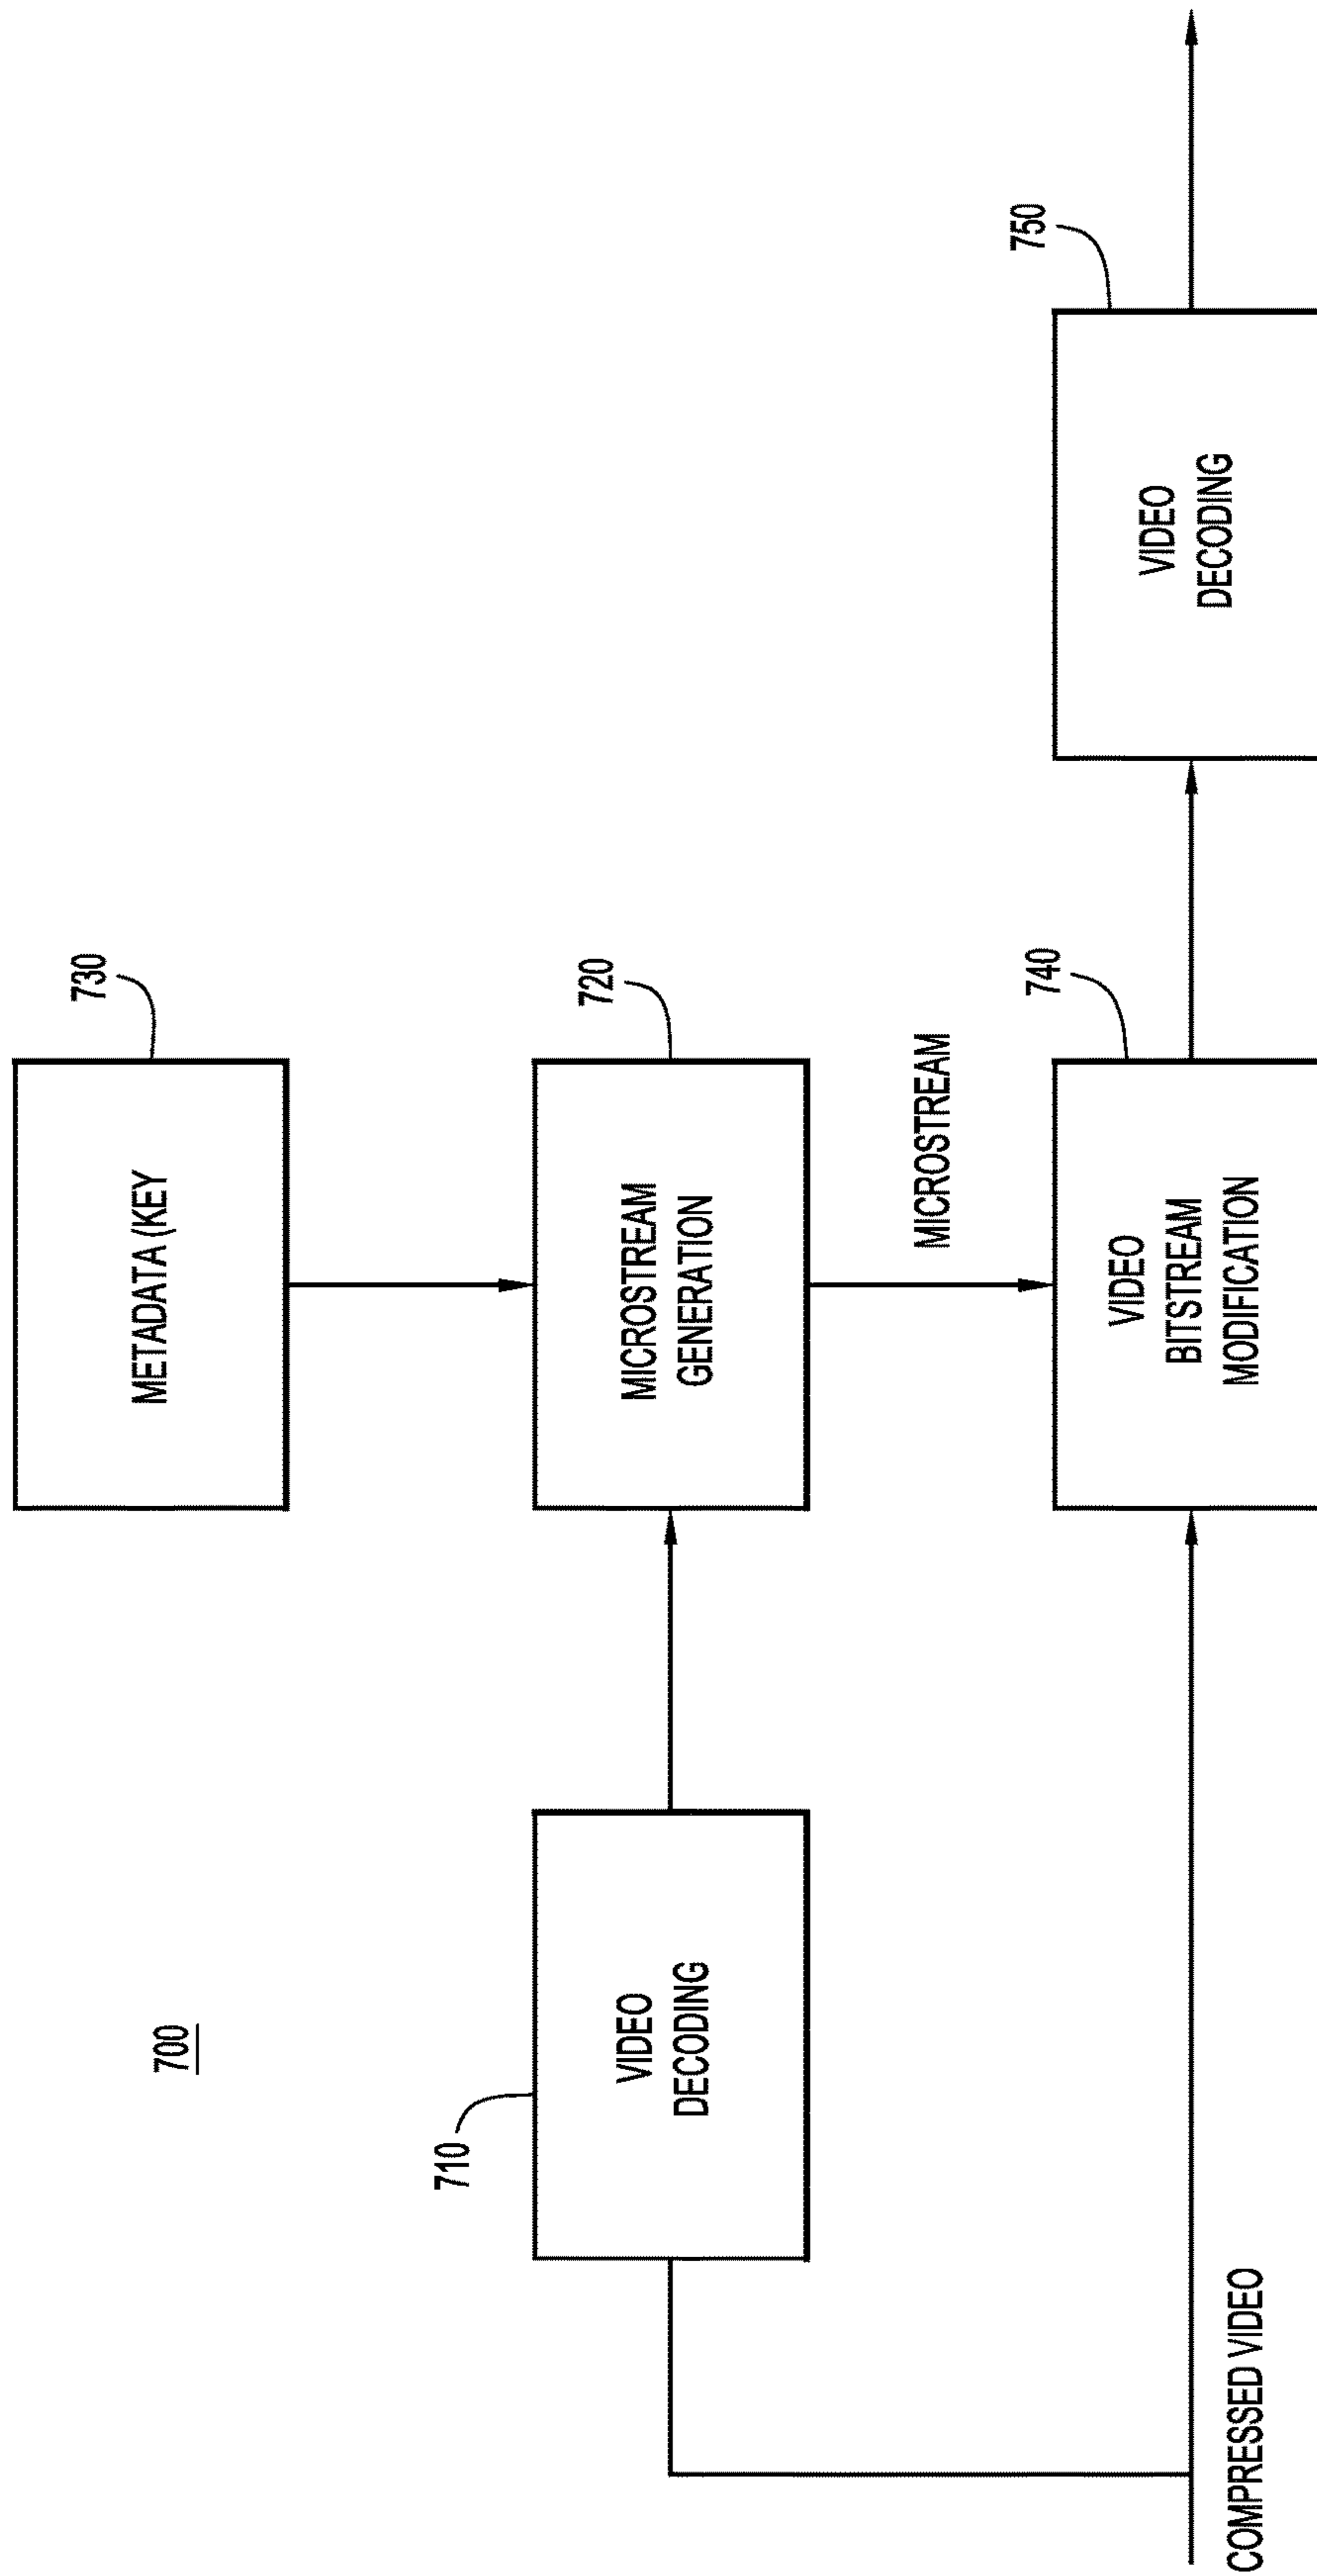 700
730
METADATA (KEY
710
VIDEO
DECODING
720
MICROSTREAM
GENERATION
MICROSTREAM
740
VIDEO
BITSTREAM
MODIFICATION
750
VIDEO
DECODING
COMPRESSED VIDEO